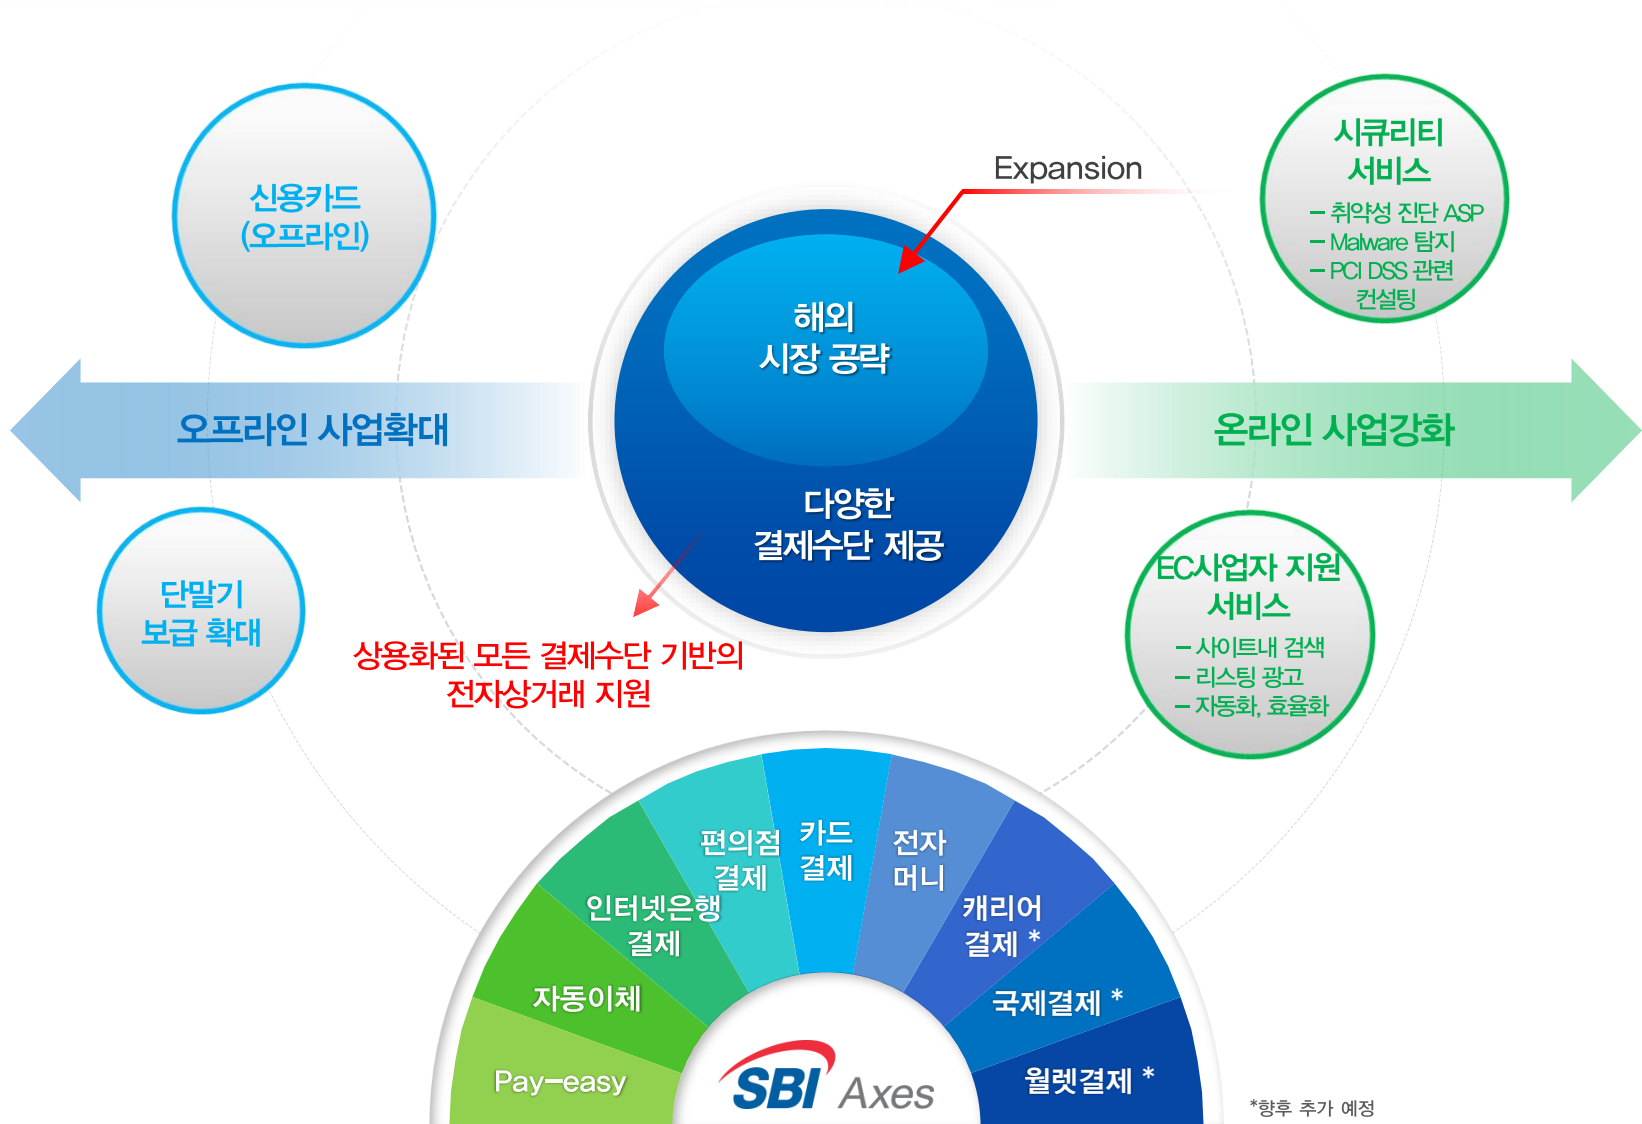 Expansion
신용카드
(오프라인)
시큐리티
서비스
– 취약성 진단 ASP
– Malware 탐지
– PCI DSS 관련
컨설팅
해외
시장 공략
오프라인 사업확대
온라인 사업강화
다양한
결제수단 제공
단말기
보급 확대
EC사업자 지원
서비스
– 사이트내 검색
– 리스팅 광고
– 자동화, 효율화
상용화된 모든 결제수단 기반의
전자상거래 지원
Pay-easy
자동이체
인터넷은행
결제
편의점
결제
카드
결제
전자
머니
캐리어
결제 *
국제결제 *
월렛결제 *
SBI Axes
*향후 추가 예정